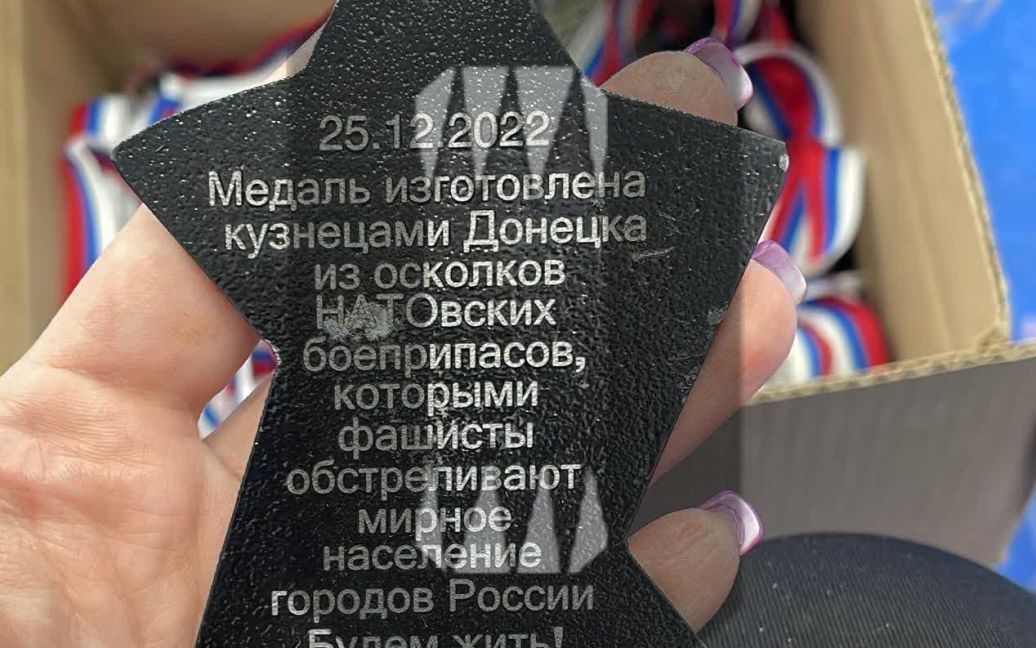 25.12.2022
Медаль изготовлена
кузнецами Донецка
из осколков
НАТОвских
боеприпасов,
которыми
фашисты
обстреливают
мирное
население
городов России
Будем жить!